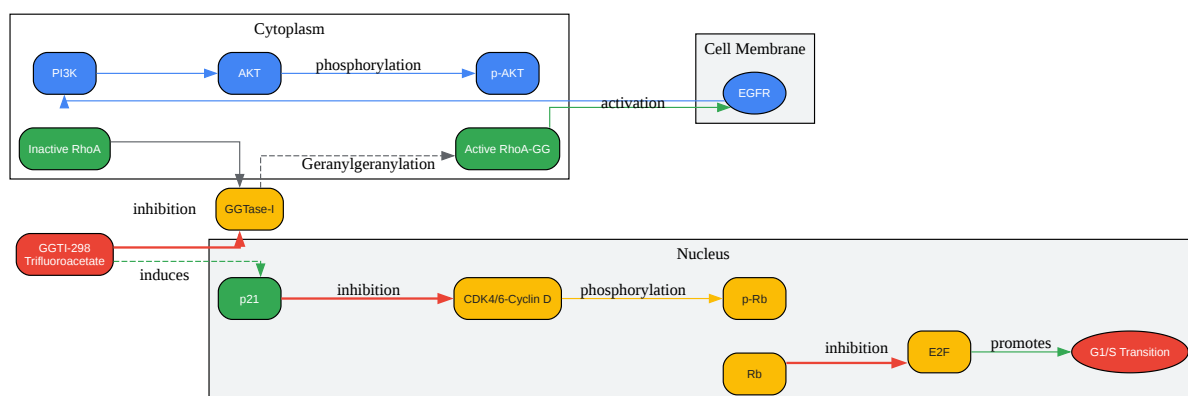 Cytoplasm
Cell Membrane
PI3K
AKT
phosphorylation
p-AKT
EGFR
activation
Inactive RhoA
Active RhoA-GG
Geranylgeranylation
inhibition
GGTase-I
GGTI-298
Trifluoroacetate
induces
Nucleus
p21
inhibition
CDK4/6-Cyclin D
phosphorylation
p-Rb
Rb
inhibition
E2F
promotes
G1/S Transition